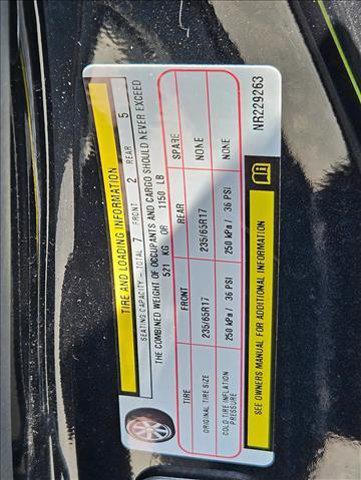 TIRE AND LOADING INFORMATION
SEATING CAPACITY - TOTAL 7 FRONT 2 REAR 5
THE COMBINED WEIGHT OF OCCUPANTS AND CARGO SHOULD NEVER EXCEED
521 KG OR 1150 LB
TIRE FRONT REAR SPARE
ORIGINAL TIRE SIZE 235/65R17 235/65R17 NONE
COLD TIRE INFLATION PRESSURE 250 kPa / 36 PSI 250 kPa / 36 PSI NONE
SEE OWNERS MANUAL FOR ADDITIONAL INFORMATION
NR229263